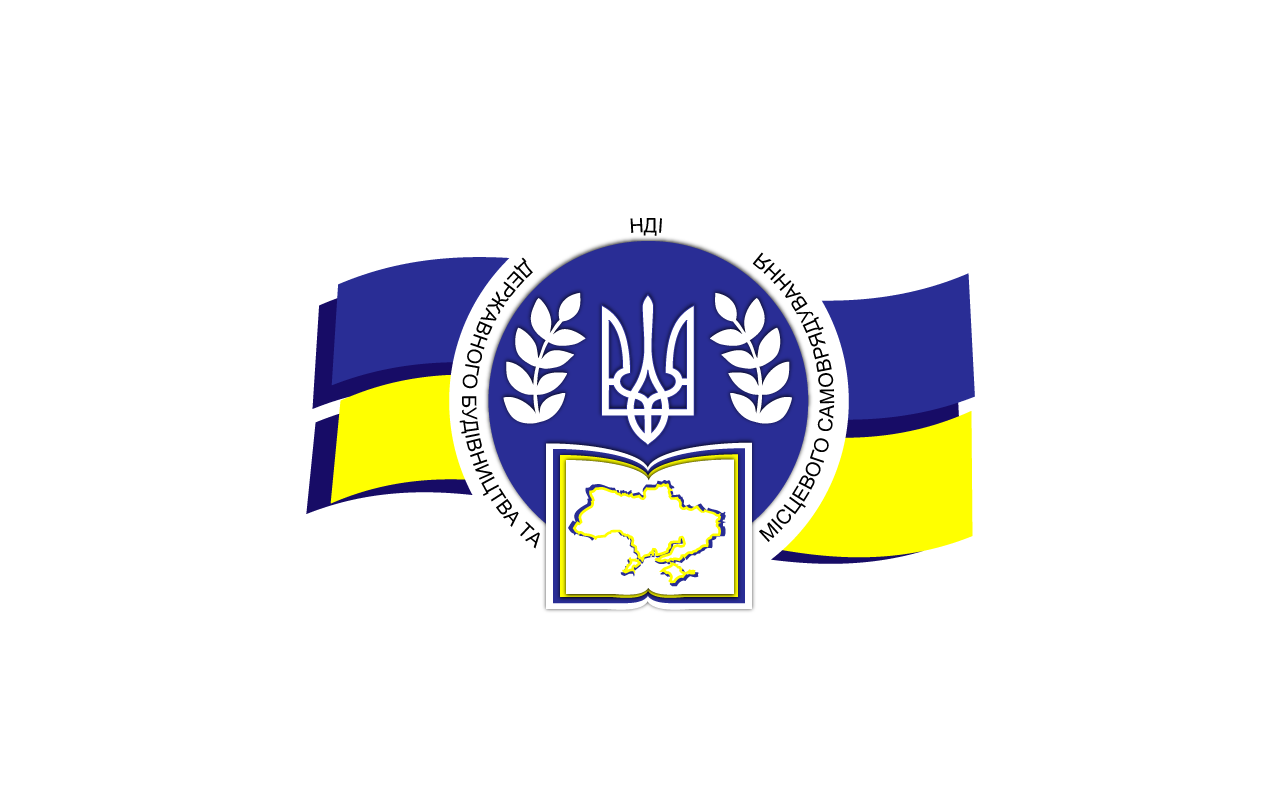 НДІ
ДЕРЖАВНОГО БУДІВНИЦТВА ТА
МІСЦЕВОГО САМОВРЯДУВАННЯ